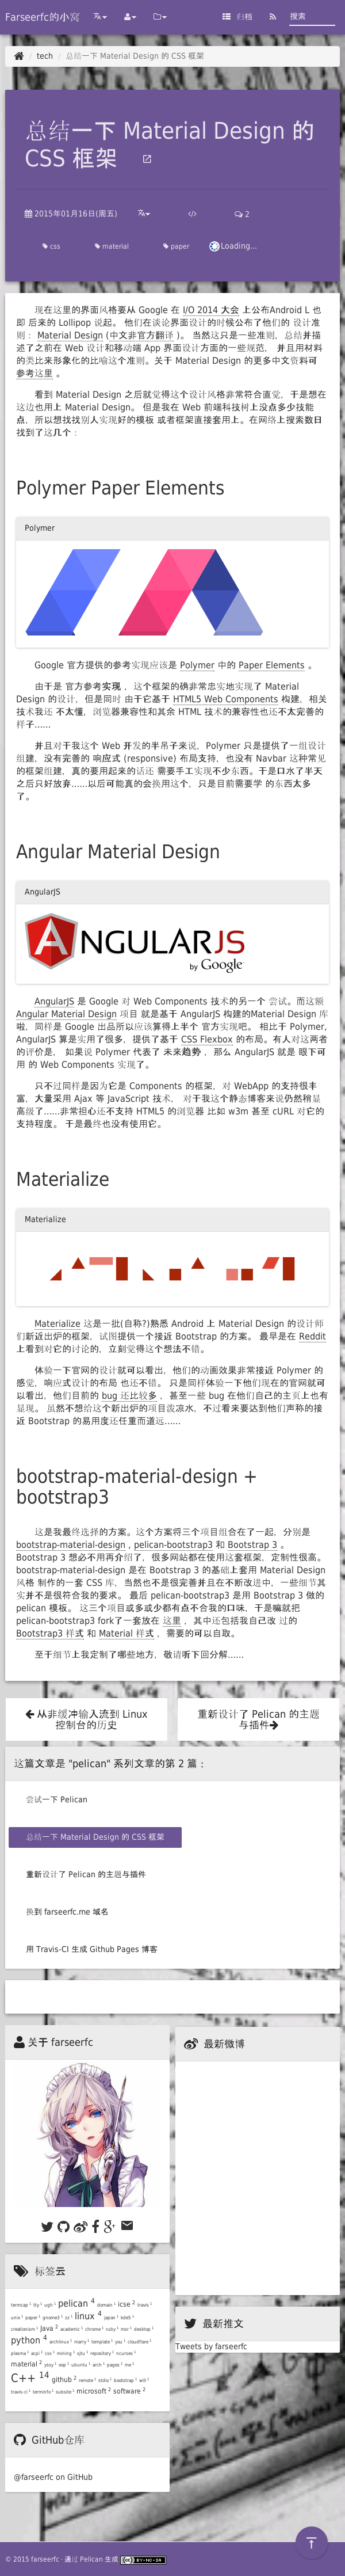 Farseerfc的小窝
归档
搜索
tech / 总结一下 Material Design 的 CSS 框架
总结一下 Material Design 的
CSS 框架
2015年01月16日(周五)
2
css
material
paper
Loading...
现在这里的界面风格要从 Google 在 I/O 2014 大会 上公布Android L 也
即 后来的 Lollipop 说起。 他们在谈论界面设计的时候公布了他们的 设计准
则： Material Design (中文非官方翻译 )。 当然这只是一些准则，总结并描
述了之前在 Web 设计和移动端 App 界面设计方面的一些规范， 并且用材料
的类比来形象化的比喻这个准则。关于 Material Design 的更多中文资料可
参考这里 。
看到 Material Design 之后就觉得这个设计风格非常符合直觉，于是想在
这边也用上 Material Design。 但是我在 Web 前端科技树上没点多少技能
点，所以想找找别人实现好的模板 或者框架直接套用上。在网络上搜索数日
找到了这几个：
Polymer Paper Elements
Polymer
Google 官方提供的参考实现应该是 Polymer 中的 Paper Elements 。
由于是 官方参考实现 ，这个框架的确非常忠实地实现了 Material
Design 的设计，但是同时 由于它基于 HTML5 Web Components 构建，相关
技术我还 不太懂，浏览器兼容性和其余 HTML 技术的兼容性也还不太完善的
样子……
并且对于我这个 Web 开发的半吊子来说，Polymer 只是提供了一组设计
组建，没有完善的 响应式 (responsive) 布局支持，也没有 Navbar 这种常见
的框架组建，真的要用起来的话还 需要手工实现不少东西。于是口水了半天
之后只好放弃……以后可能真的会换用这个，只是目前需要学 的东西太多
了。
Angular Material Design
AngularJS
ANGULARJS
by Google
AngularJS 是 Google 对 Web Components 技术的另一个 尝试。而这额
Angular Material Design 项目 就是基于 AngularJS 构建的Material Design 库
啦，同样是 Google 出品所以应该算得上半个 官方实现吧。 相比于 Polymer,
AngularJS 算是实用了很多，提供了基于 CSS Flexbox 的布局。有人对这两者
的评价是， 如果说 Polymer 代表了 未来趋势 ，那么 AngularJS 就是 眼下可
用 的 Web Components 实现了。
只不过同样是因为它是 Components 的框架，对 WebApp 的支持很丰
富，大量采用 Ajax 等 JavaScript 技术， 对于我这个静态博客来说仍然稍显
高级了……非常担心还不支持 HTML5 的浏览器 比如 w3m 甚至 cURL 对它的
支持程度。 于是最终也没有使用它。
Materialize
Materialize
Materialize 这是一批(自称?)熟悉 Android 上 Material Design 的设计师
们新近出炉的框架，试图提供一个接近 Bootstrap 的方案。 最早是在 Reddit
上看到对它的讨论的，立刻觉得这个想法不错。
体验一下官网的设计就可以看出，他们的动画效果非常接近 Polymer 的
感觉，响应式设计的布局 也还不错。 只是同样体验一下他们现在的官网就可
以看出，他们目前的 bug 还比较多 ，甚至一些 bug 在他们自己的主页上也有
显现。 虽然不想给这个新出炉的项目泼凉水，不过看来要达到他们声称的接
近 Bootstrap 的易用度还任重而道远……
bootstrap-material-design +
bootstrap3
这是我最终选择的方案。这个方案将三个项目组合在了一起，分别是
bootstrap-material-design , pelican-bootstrap3 和 Bootstrap 3 。
Bootstrap 3 想必不用再介绍了，很多网站都在使用这套框架，定制性很高。
bootstrap-material-design 是在 Bootstrap 3 的基础上套用 Material Design
风格 制作的一套 CSS 库，当然也不是很完善并且在不断改进中，一些细节其
实并不是很符合我的要求。 最后 pelican-bootstrap3 是用 Bootstrap 3 做的
pelican 模板。 这三个项目或多或少都有点不合我的口味，于是嘛就把
pelican-bootstrap3 fork了一套放在 这里 ，其中还包括我自己改 过的
Bootstrap3 样式 和 Material 样式 ，需要的可以自取。
至于细节上我定制了哪些地方，敬请听下回分解……
从非缓冲输入流到 Linux
控制台的历史
重新设计了 Pelican 的主题
与插件
这篇文章是 "pelican" 系列文章的第 2 篇：
尝试一下 Pelican
总结一下 Material Design 的 CSS 框架
重新设计了 Pelican 的主题与插件
换到 farseerfc.me 域名
用 Travis-CI 生成 Github Pages 博客
关于 farseerfc
最新微博
标签云
termcap 1 tty 1 ugh 1 pelican 4 domain 1 icse 2 travis 1
unix 1 paper 1 gnome3 1 zz 1 linux 4 japan 1 kde5 1
creationism 1 Java 2 academic 1 chrome 1 ruby 1 msr 1 desktop 1
python 4 archlinux 1 marry 1 template 1 you 1 cloudflare 1
plasma 1 acpi 1 css 1 mining 1 sjtu 1 repository 1 ncurses 1
material 2 yssy 1 eop 1 ubuntu 1 arch 1 pages 1 me 1
C++ 14 github 2 remote 1 stoke 1 bootstrap 1 will 1
travis-ci 1 terminfo 1 subsite 1 microsoft 2 software 2
最新推文
Tweets by farseerfc
GitHub仓库
@farseerfc on GitHub
© 2015 farseerfc · 通过 Pelican 生成 BY-NC-SA